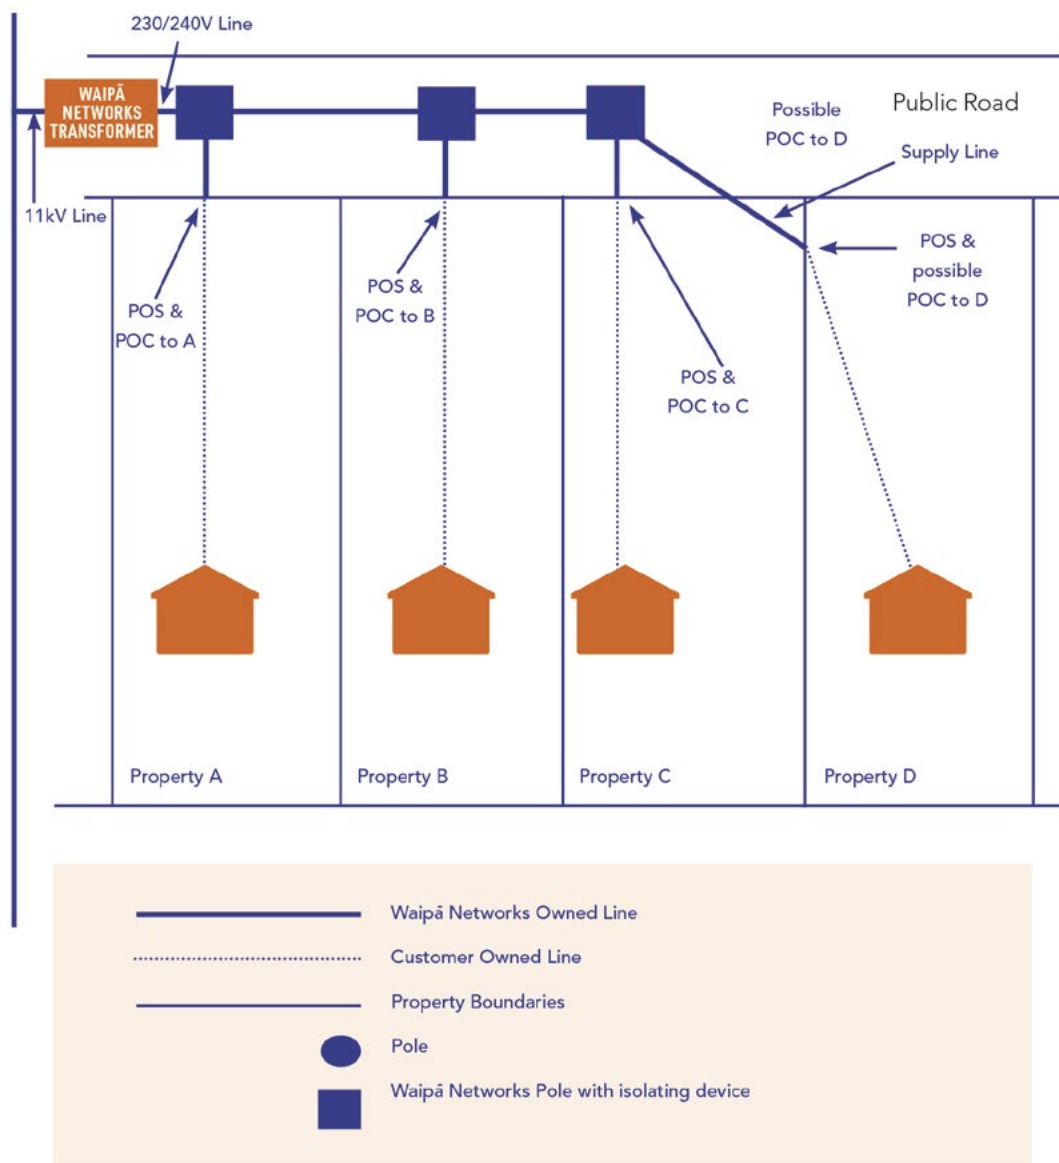 230/240V Line
WAIPĀ
NETWORKS
TRANSFORMER
Possible
POC to D
Public Road
Supply Line
11kV Line
POS &
POC to A
POS &
POC to B
POS &
POC to C
POS &
possible
POC to D
Property A
Property B
Property C
Property D
Waipā Networks Owned Line
Customer Owned Line
Property Boundaries
Pole
Waipā Networks Pole with isolating device